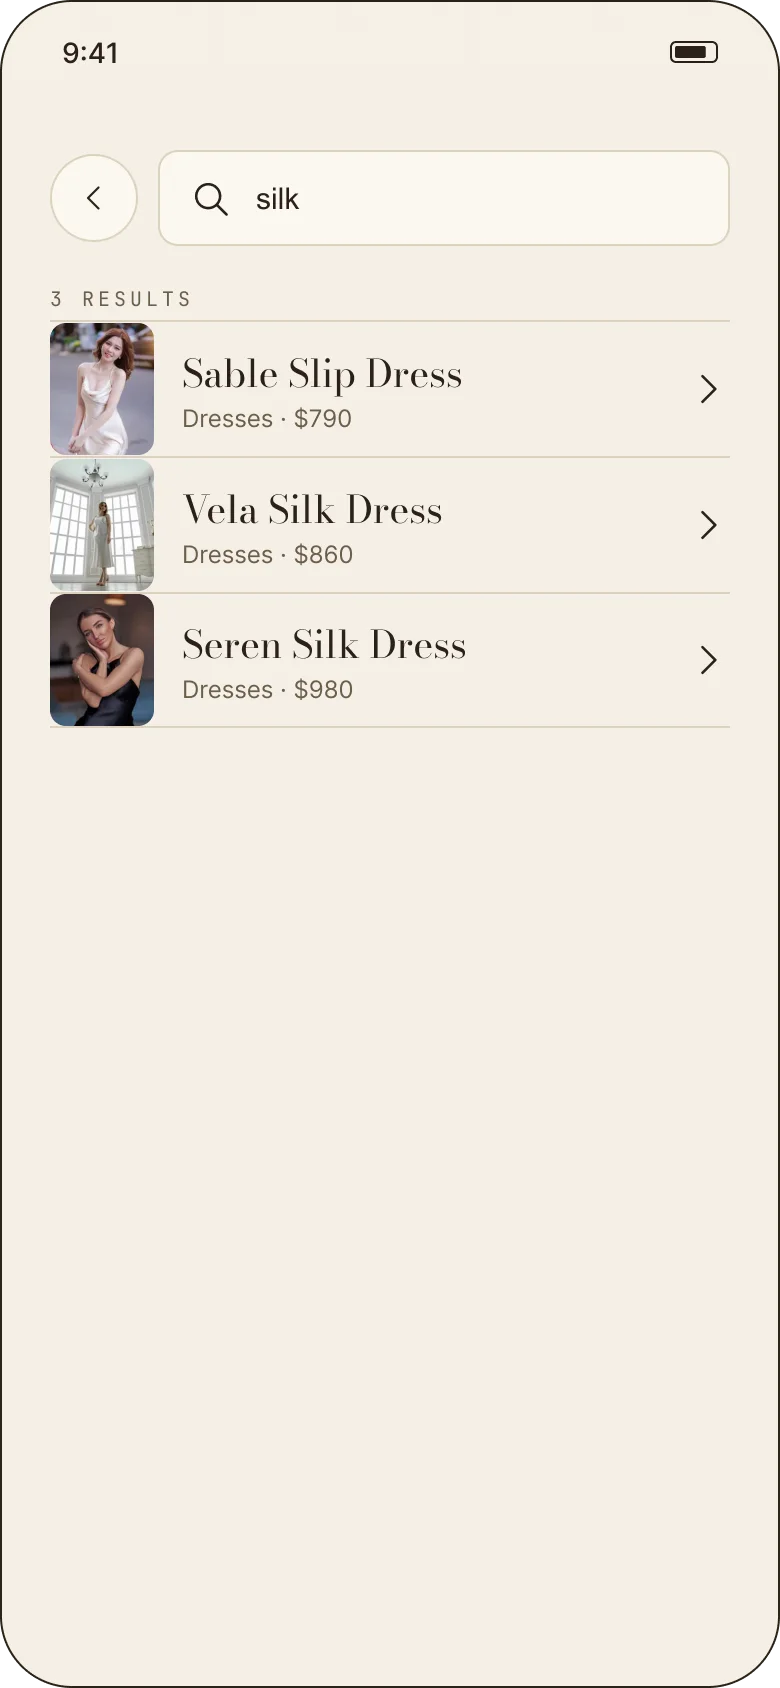 9:41
silk
3 RESULTS
Sable Slip Dress
Dresses · $790
Vela Silk Dress
Dresses · $860
Seren Silk Dress
Dresses · $980